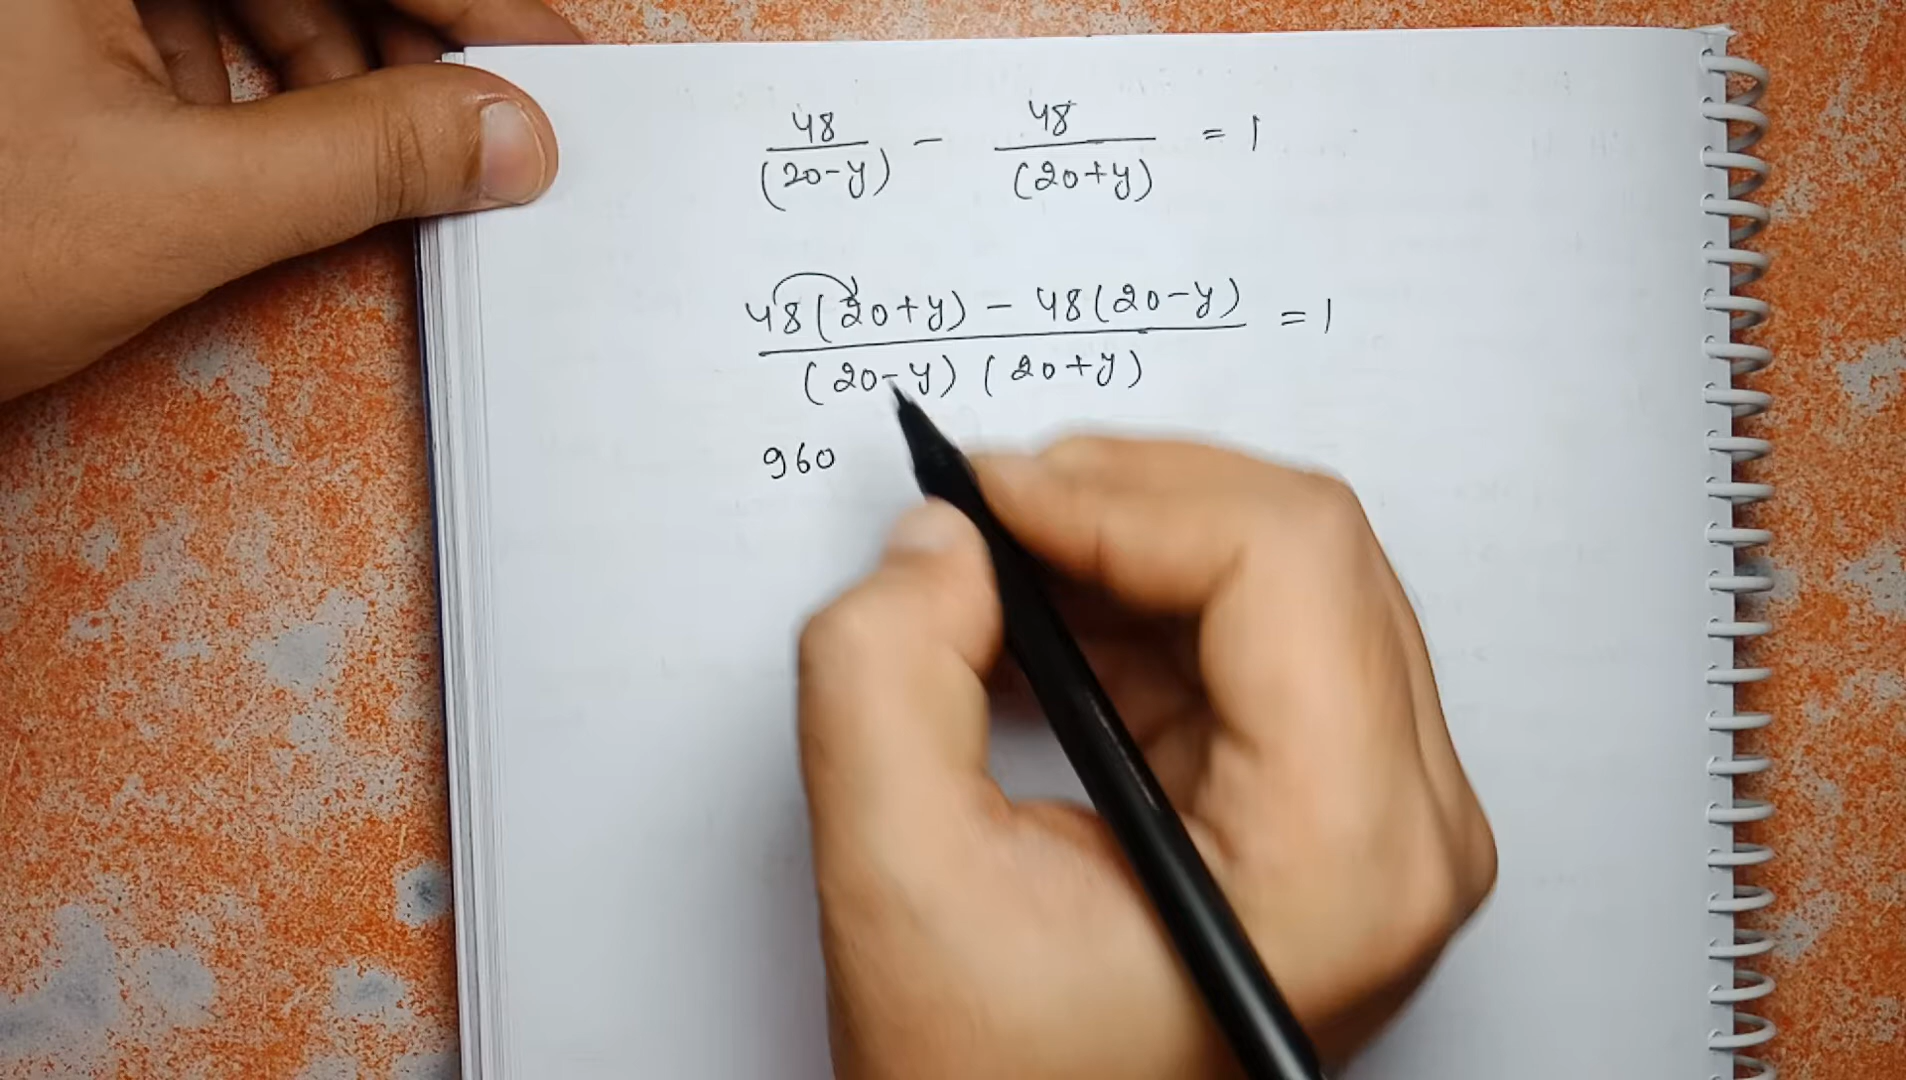 48/(20-y) - 48/(20+y) = 1
48(20+y) - 48(20-y)/(20-y)(20+y) = 1
960